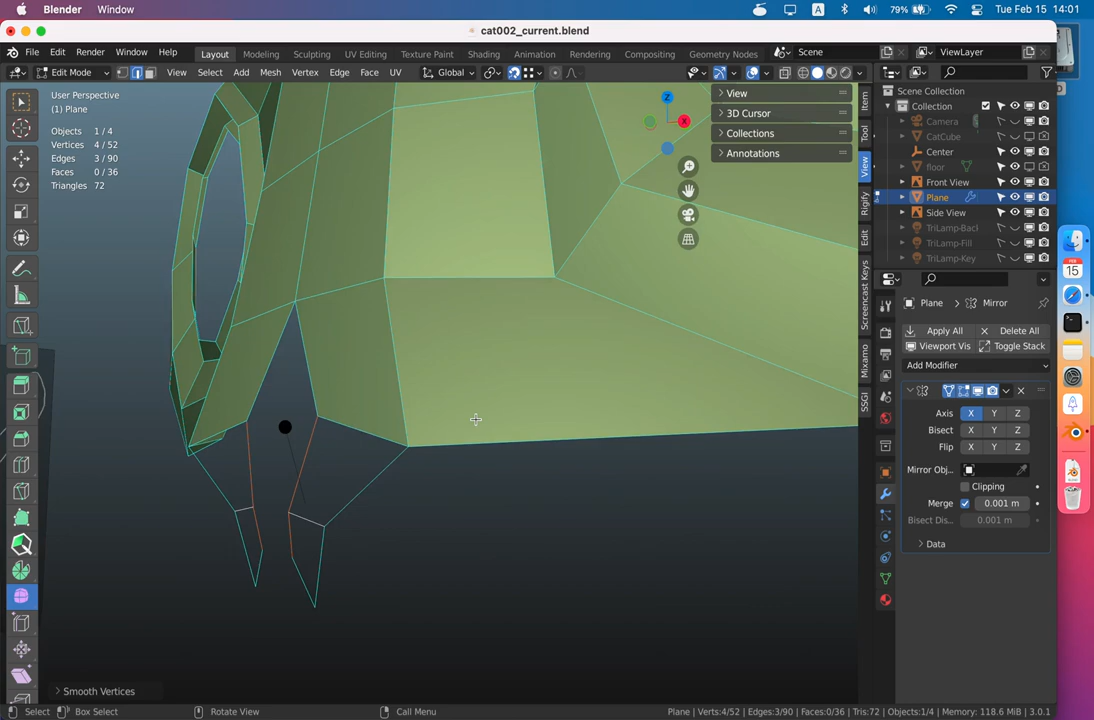 Blender Window 79% Tue Feb 15 14:01
cat002_current.blend
File Edit Render Window Help Layout Modeling Sculpting UV Editing Texture Paint Shading Animation Rendering Compositing Geometry Nodes Scene ViewLayer
Edit Mode View Select Add Mesh Vertex Edge Face UV Global
User Perspective
(1) Plane
Objects 1 / 4
Vertices 4 / 52
Edges 3 / 90
Faces 0 / 36
Triangles 72
Z
X
View
3D Cursor
Collections
Annotations
Item
Tool
View
Rigify
Edit
Screencast Keys
Mixamo
SSGI
Scene Collection
Collection
Camera
CatCube
Center
floor
Front View
Plane
Side View
TriLamp-Back
TriLamp-Fill
TriLamp-Key
Plane > Mirror
Apply All Delete All
Viewport Vis Toggle Stack
Add Modifier
Axis X Y Z
Bisect X Y Z
Flip X Y Z
Mirror Obj..
Clipping
Merge 0.001 m
Bisect Dis... 0.001 m
Data
FEB
15
Smooth Vertices
Select Box Select Rotate View Call Menu Plane | Verts:4/52 | Edges:3/90 | Faces:0/36 | Tris:72 | Objects:1/4 | Memory: 118.6 MiB | 3.0.1